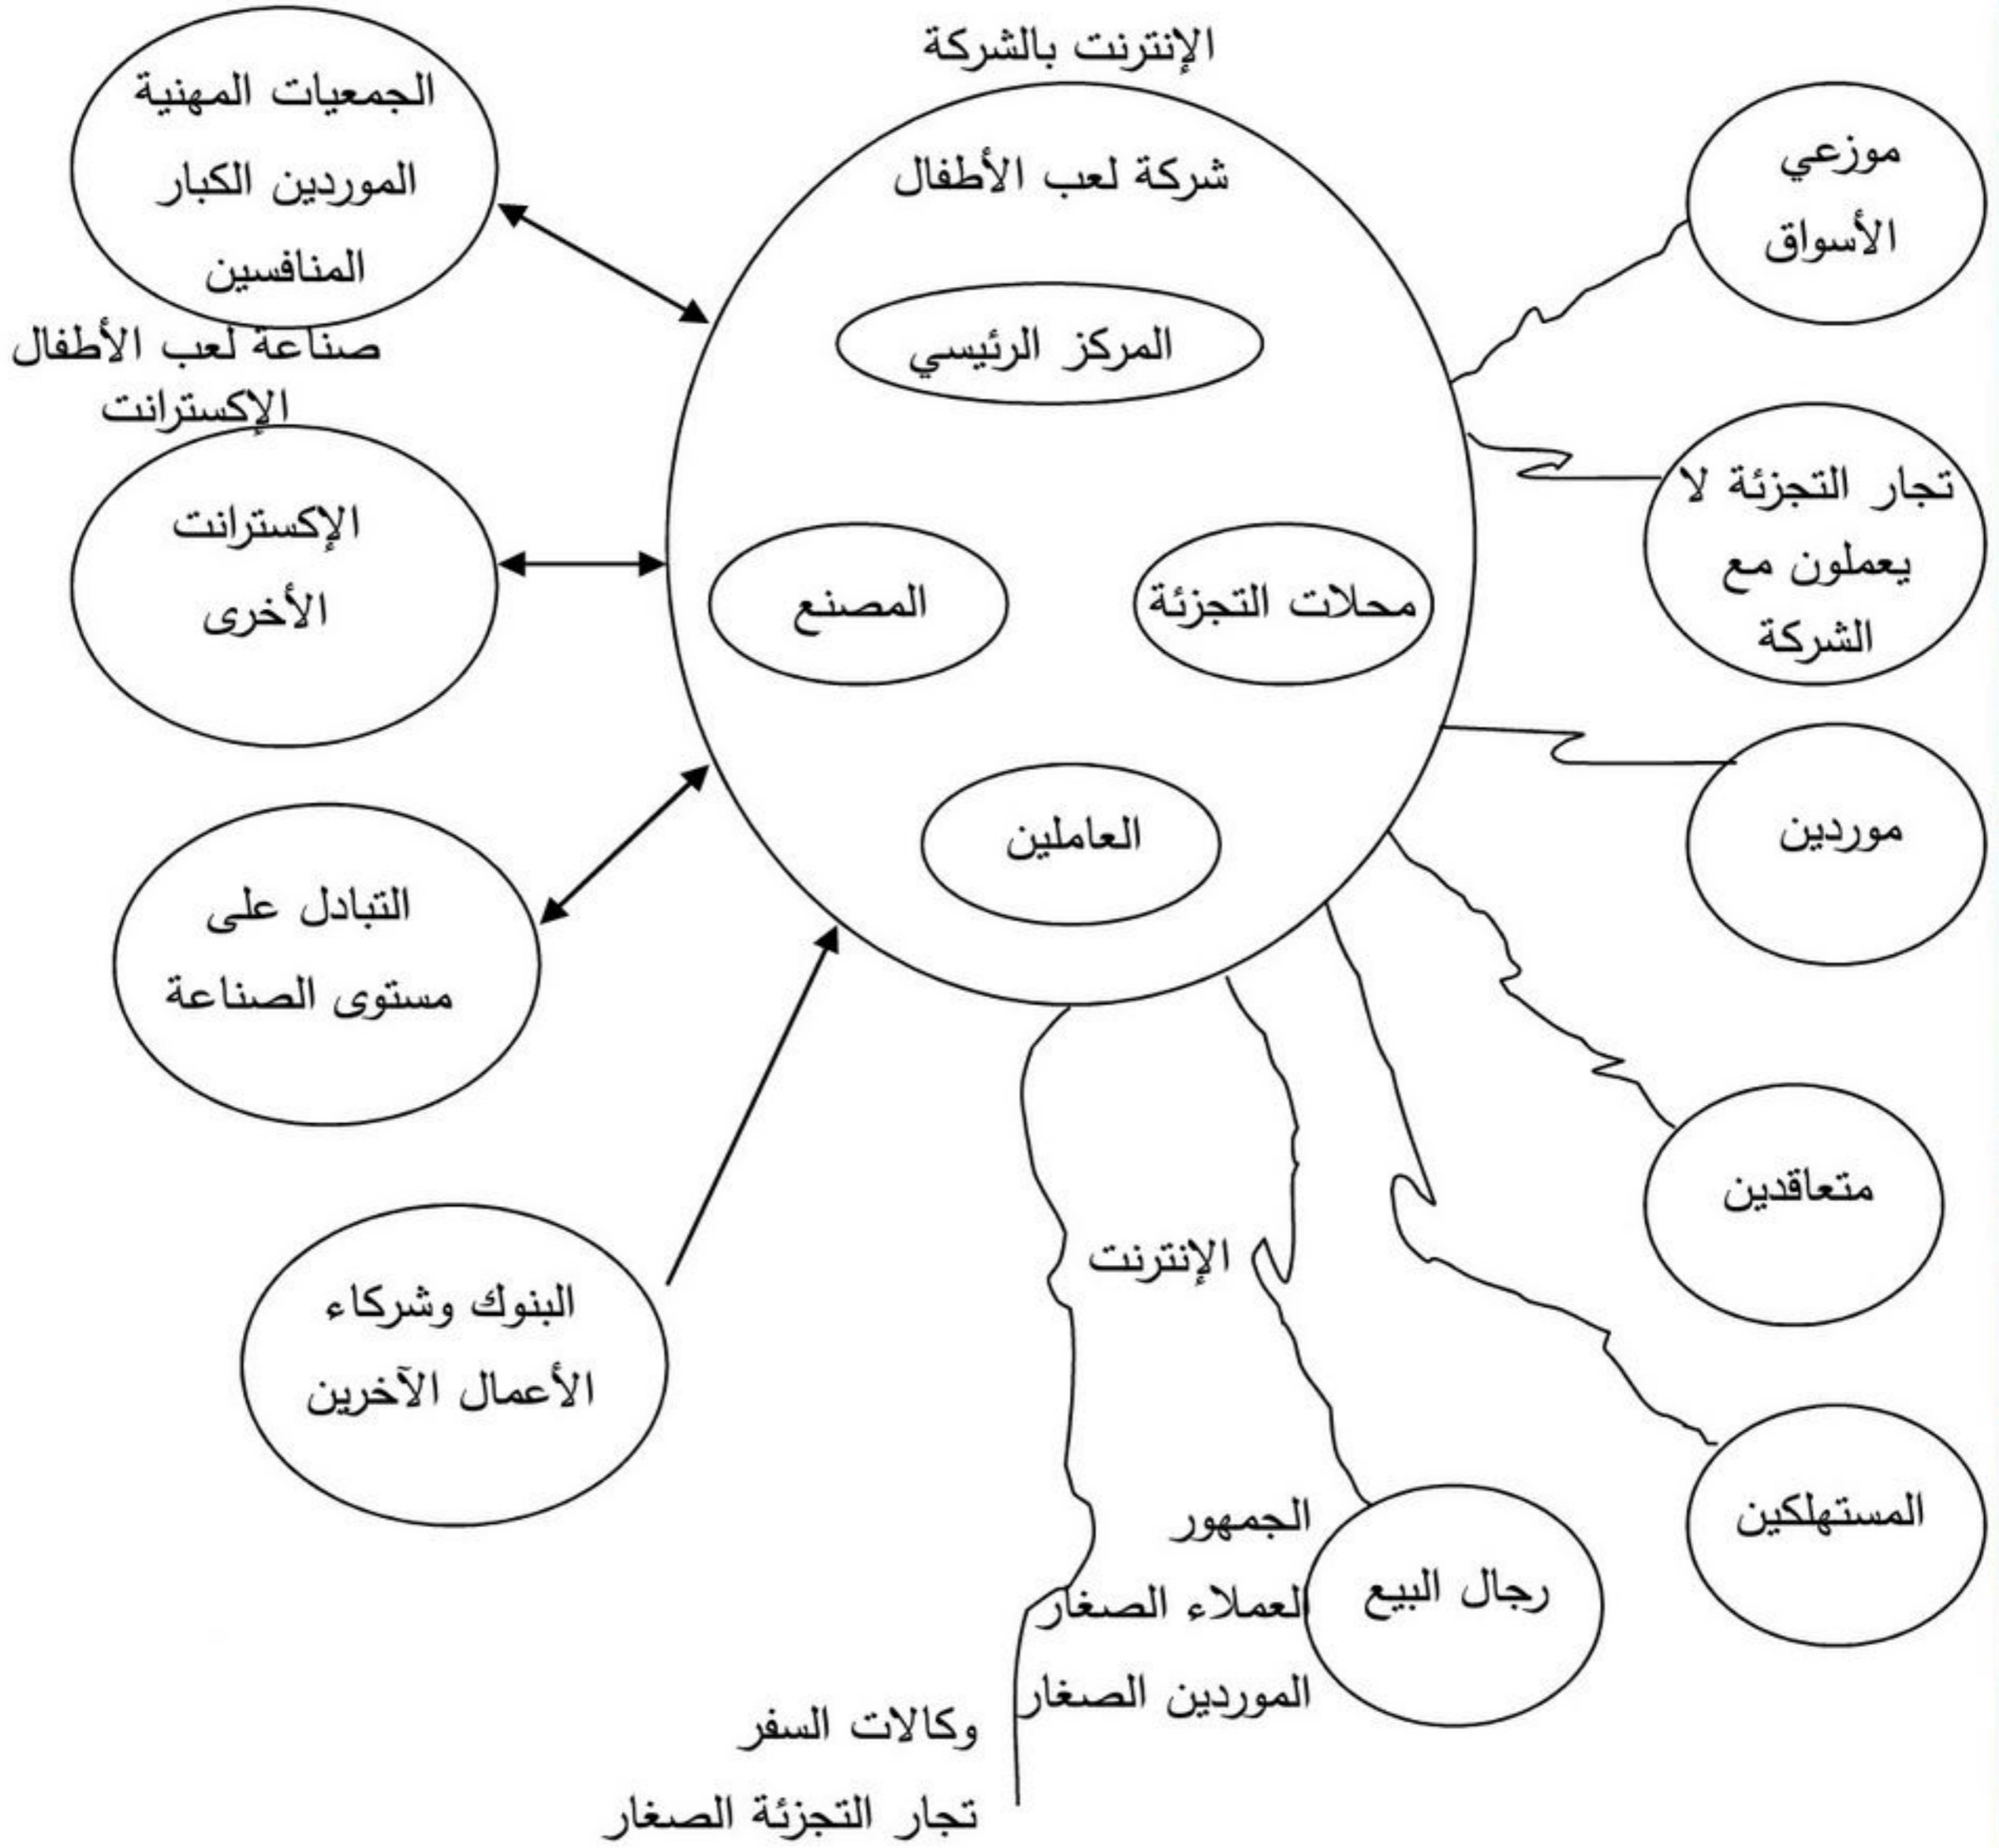 الإنترنت بالشركة
شركة لعب الأطفال
المركز الرئيسي
محلات التجزئة
المصنع
العاملين
موزعي
الأسواق
تجار التجزئة لا
يعملون مع
الشركة
موردين
متعاقدين
المستهلكين
رجال البيع
الإنترنت
الجمهور
العملاء الصغار
الموردين الصغار
وكالات السفر
تجار التجزئة الصغار
الجمعيات المهنية
الموردين الكبار
المنافسين
صناعة لعب الأطفال
الإكسترانت
الإكسترانت
الأخرى
التبادل على
مستوى الصناعة
البنوك وشركاء
الأعمال الآخرين